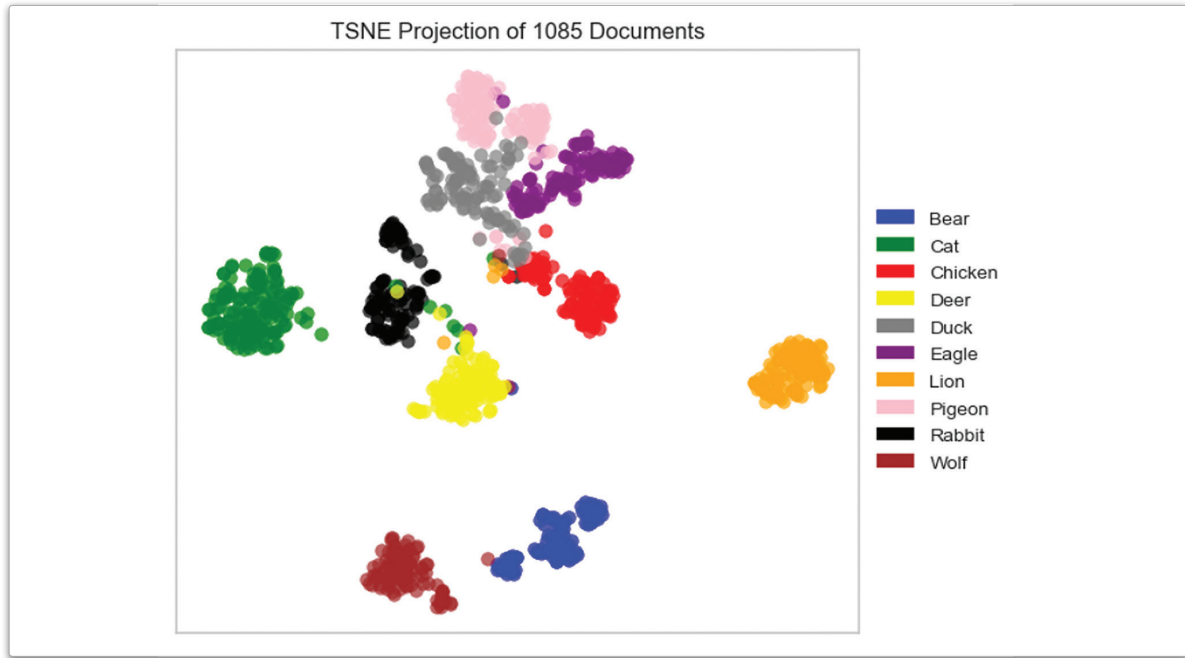 TSNE Projection of 1085 Documents
Bear
Cat
Chicken
Deer
Duck
Eagle
Lion
Pigeon
Rabbit
Wolf